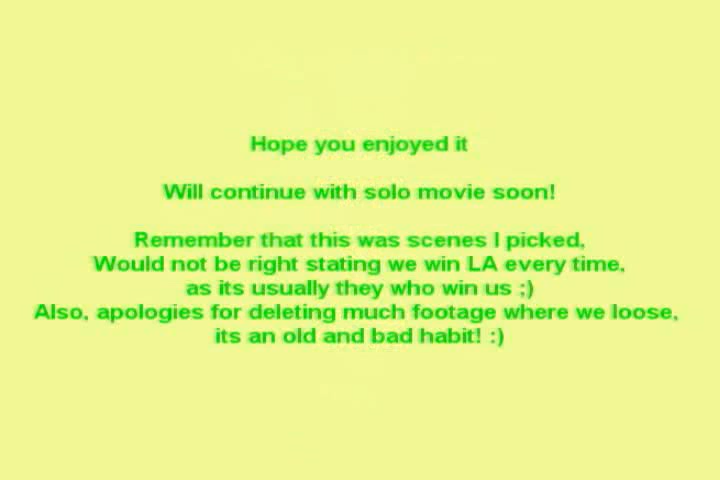 Hope you enjoyed it
Will continue with solo movie soon!
Remember that this was scenes I picked,
Would not be right stating we win LA every time,
as its usually they who win us ;)
Also, apologies for deleting much footage where we loose,
its an old and bad habit! :)